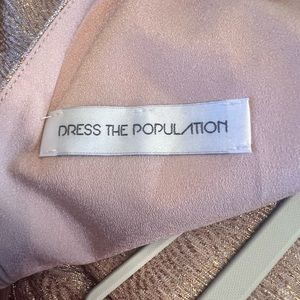 DRESS THE POPULATION